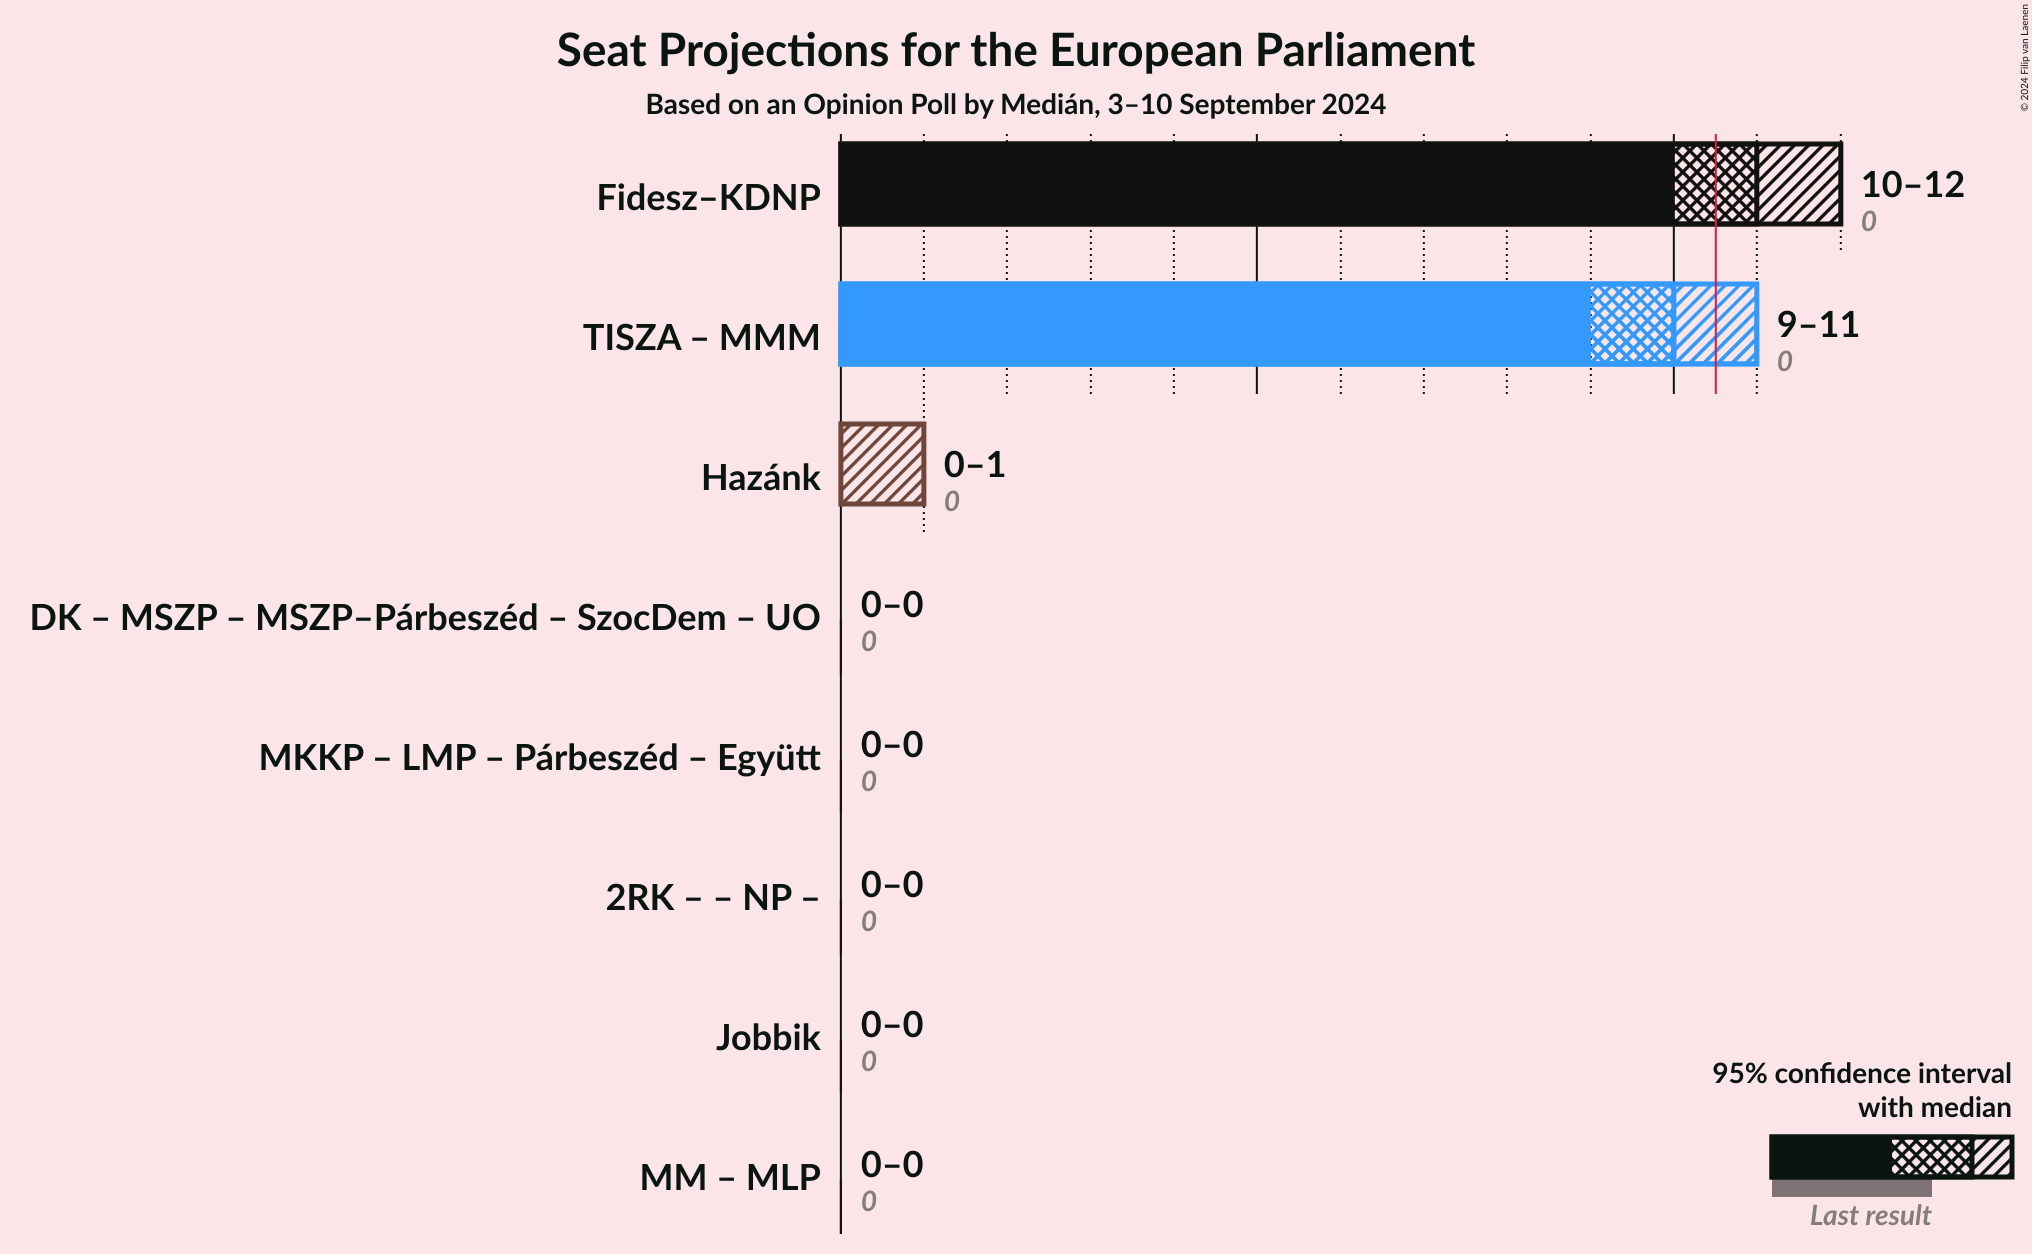 Seat Projections for the European Parliament
Based on an Opinion Poll by Medián, 3–10 September 2024
© 2024 Filip van Laenen
Fidesz–KDNP
10–12
0
TISZA – MMM
9–11
0
Hazánk
0–1
0
DK – MSZP – MSZP–Párbeszéd – SzocDem – UO
0–0
0
MKKP – LMP – Párbeszéd – Együtt
0–0
0
2RK – – NP –
0–0
0
Jobbik
0–0
0
MM – MLP
0–0
0
95% confidence interval
with median
Last result